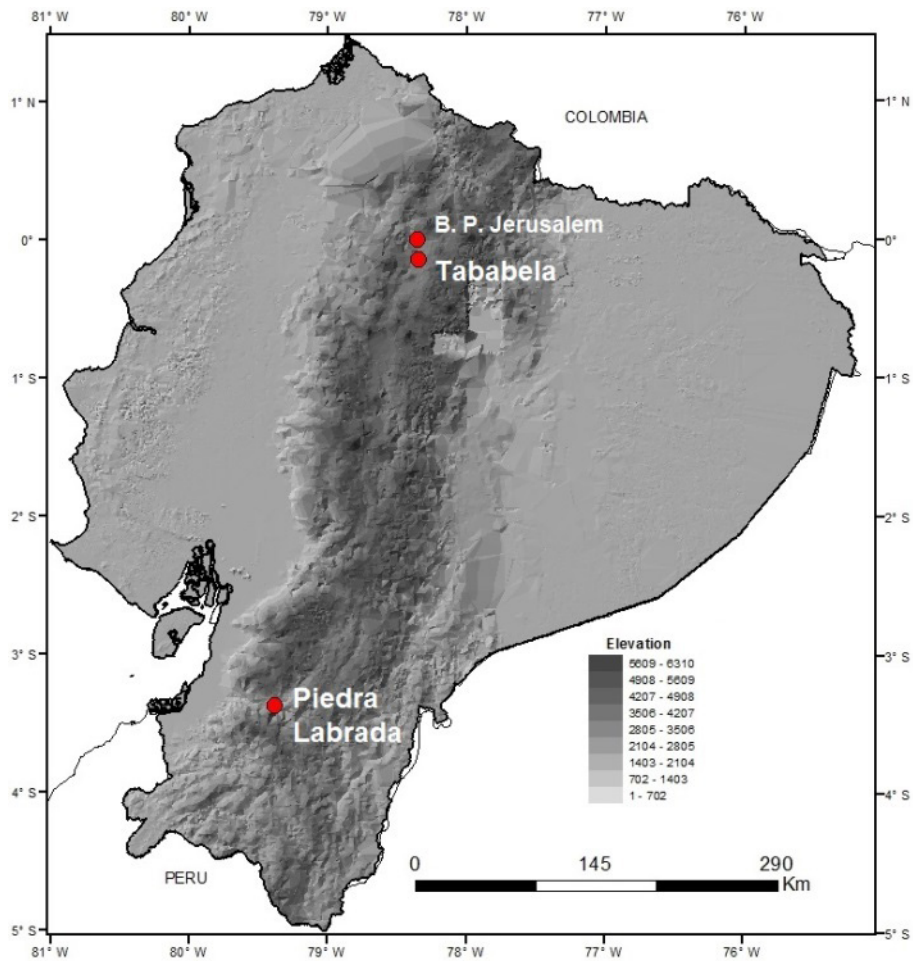 81° W 80° W 79° W 78° W 77° W 76° W
1° N 1° N
COLOMBIA
B. P. Jerusalem
0° 0°
Tababela
1° S 1° S
2° S 2° S
3° S 3° S
Elevation
5609 - 6310
4908 - 5609
4207 - 4908
3506 - 4207
2805 - 3506
2104 - 2805
1403 - 2104
702 - 1403
1 - 702
Piedra
Labrada
4° S 4° S
0 145 290
Km
PERU
5° S 5° S
81° W 80° W 79° W 78° W 77° W 76° W